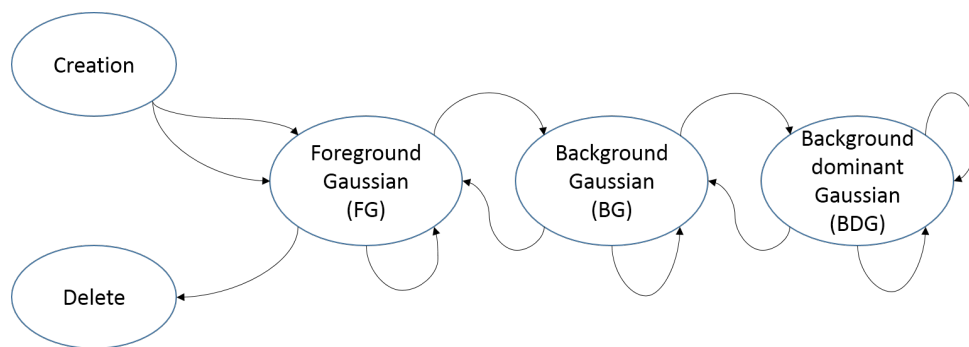 Creation
Foreground
Gaussian
(FG)
Background
Gaussian
(BG)
Background
dominant
Gaussian
(BDG)
Delete